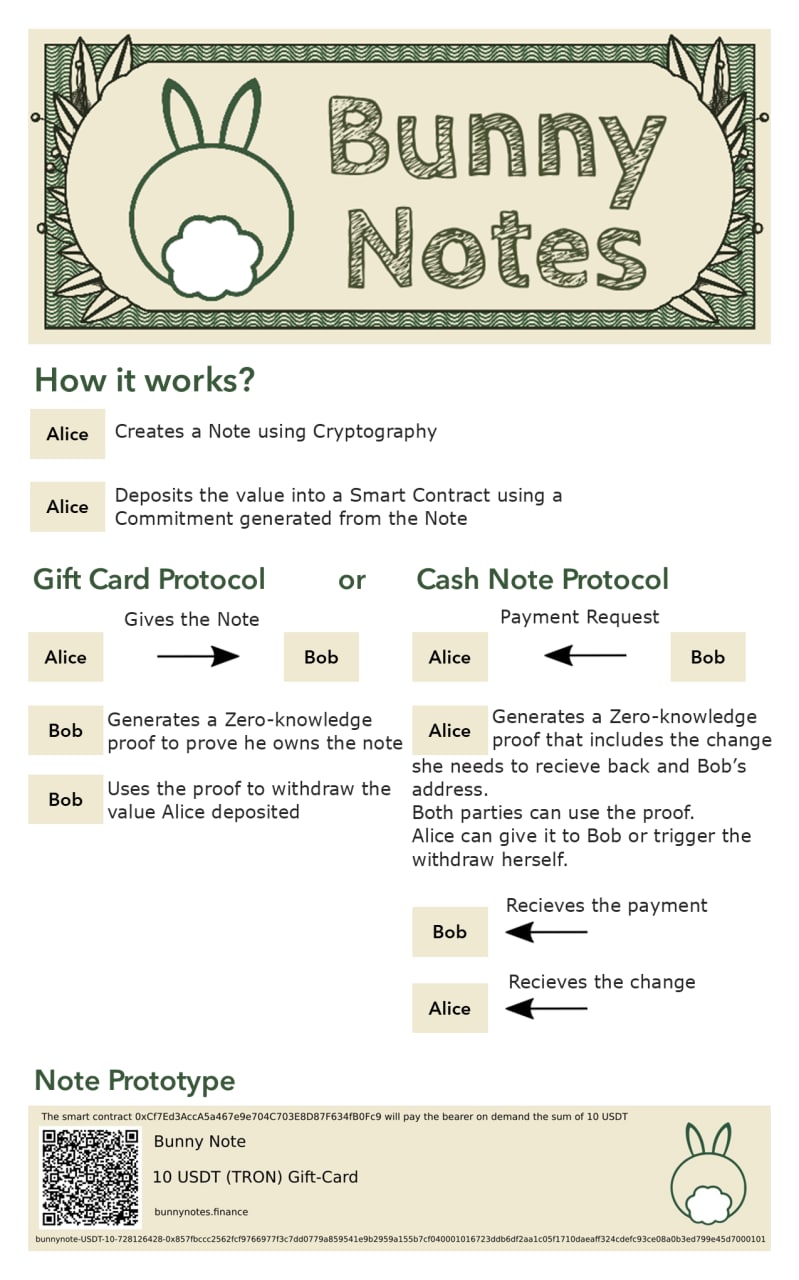 Bunny
Notes
How it works?
Alice
Creates a Note using Cryptography
Alice
Deposits the value into a Smart Contract using a
Commitment generated from the Note
Gift Card Protocol
or
Cash Note Protocol
Gives the Note
Alice
Bob
Bob
Generates a Zero-knowledge
proof to prove he owns the note
Bob
Uses the proof to withdraw the
value Alice deposited
Payment Request
Alice
Bob
Alice
Generates a Zero-knowledge
proof that includes the change
she needs to recieve back and Bob's
address.
Both parties can use the proof.
Alice can give it to Bob or trigger the
withdraw herself.
Recieves the payment
Bob
Recieves the change
Alice
Note Prototype
The smart contract 0xCf7Ed3AccA5a467e9e704C703E8D87F634fB0Fc9 will pay the bearer on demand the sum of 10 USDT
Bunny Note
10 USDT (TRON) Gift-Card
bunnynotes.finance
bunnynote-USDT-10-728126428-0x857fbccc2562fcf9766977f3c7dd0779a859541e9b2959a155b7cf040001016723ddb6df2aa1c05f1710daeaff324cdefc93ce08a0b3ed799e45d7000101